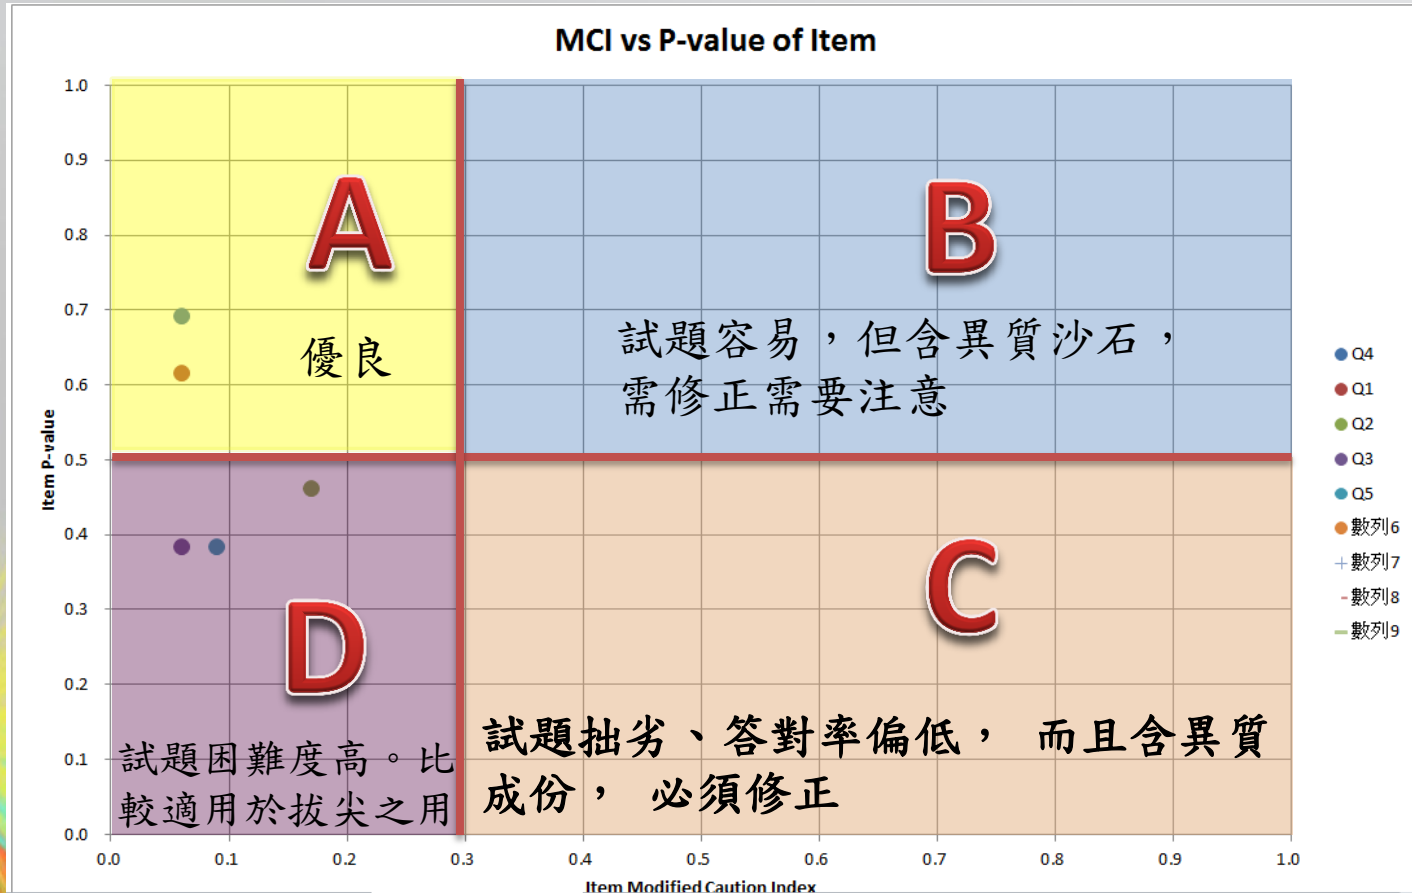 MCI vs P-value of Item
1.0
0.9
0.8
0.7
0.6
0.5
0.4
0.3
0.2
0.1
0.0
Item P-value
A
優良
B
試題容易，但含異質沙石，
需修正需要注意
D
試題困難度高。比
較適用於拔尖之用
C
試題拙劣、答對率偏低， 而且含異質
成份， 必須修正
0.0 0.1 0.2 0.3 0.4 0.5 0.6 0.7 0.8 0.9 1.0
Item Modified Caution Index
Q4
Q1
Q2
Q3
Q5
數列6
數列7
數列8
數列9